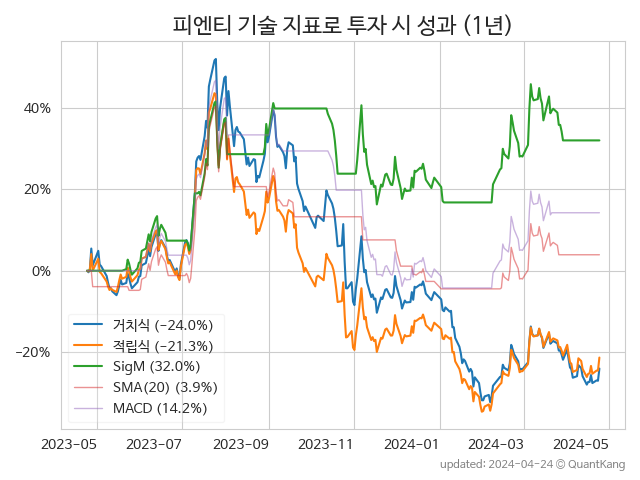 피엔티 기술 지표로 투자 시 성과 (1년)
40%
20%
0%
−20%
거치식 (−24.0%)
적립식 (−21.3%)
SigM (32.0%)
SMA(20) (3.9%)
MACD (14.2%)
2023-05 2023-07 2023-09 2023-11 2024-01 2024-03 2024-05
updated: 2024-04-24 © QuantKang